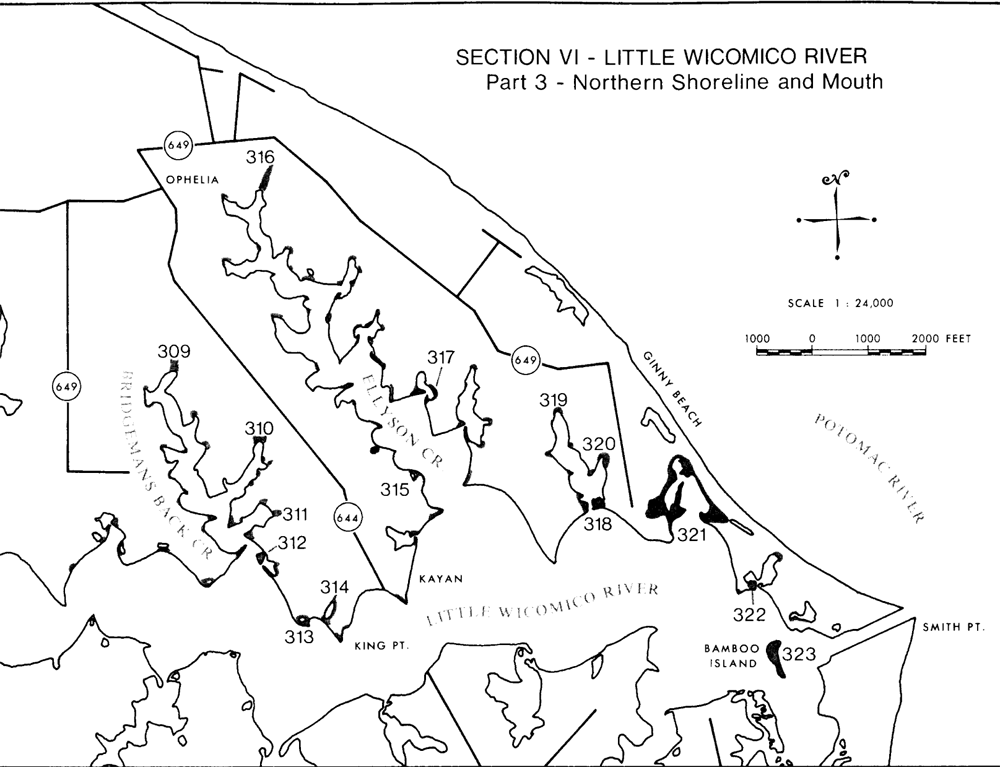 SECTION VI - LITTLE WICOMICO RIVER
Part 3 - Northern Shoreline and Mouth
649
316
OPHELIA
N
SCALE 1 : 24,000
1000 0 1000 2000 FEET
309
649
317
649
GINNY BEACH
BRIDGEMANS BACK CR
310
ELLYSON CR
319
320
POTOMAC RIVER
315
311
644
318
321
312
KAYAN
314
LITTLE WICOMICO RIVER
322
313
KING PT.
SMITH PT.
BAMBOO
ISLAND
323